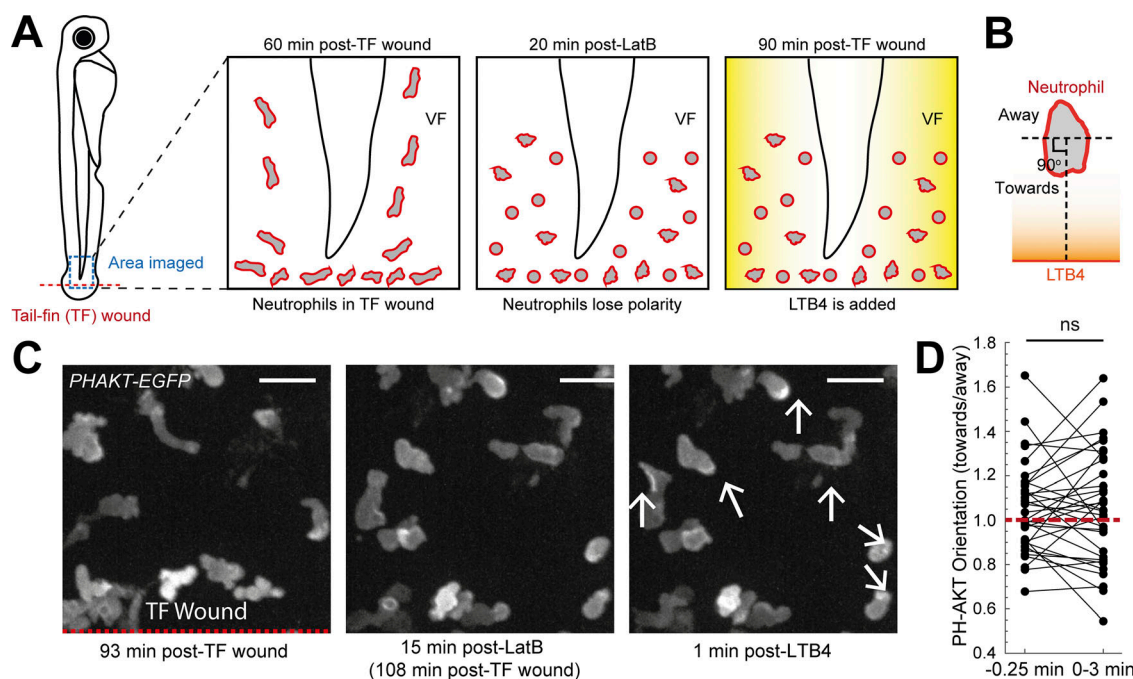 A
60 min post-TF wound
20 min post-LatB
90 min post-TF wound
VF
VF
VF
Area imaged
Tail-fin (TF) wound
Neutrophils in TF wound
Neutrophils lose polarity
LTB4 is added
B
Neutrophil
Away
90°
Towards
LTB4
C
PHAKT-EGFP
TF Wound
93 min post-TF wound
15 min post-LatB
(108 min post-TF wound)
1 min post-LTB4
D
ns
PH-AKT Orientation (towards/away)
1.8
1.6
1.4
1.2
1.0
0.8
0.6
0.4
-0.25 min
0-3 min